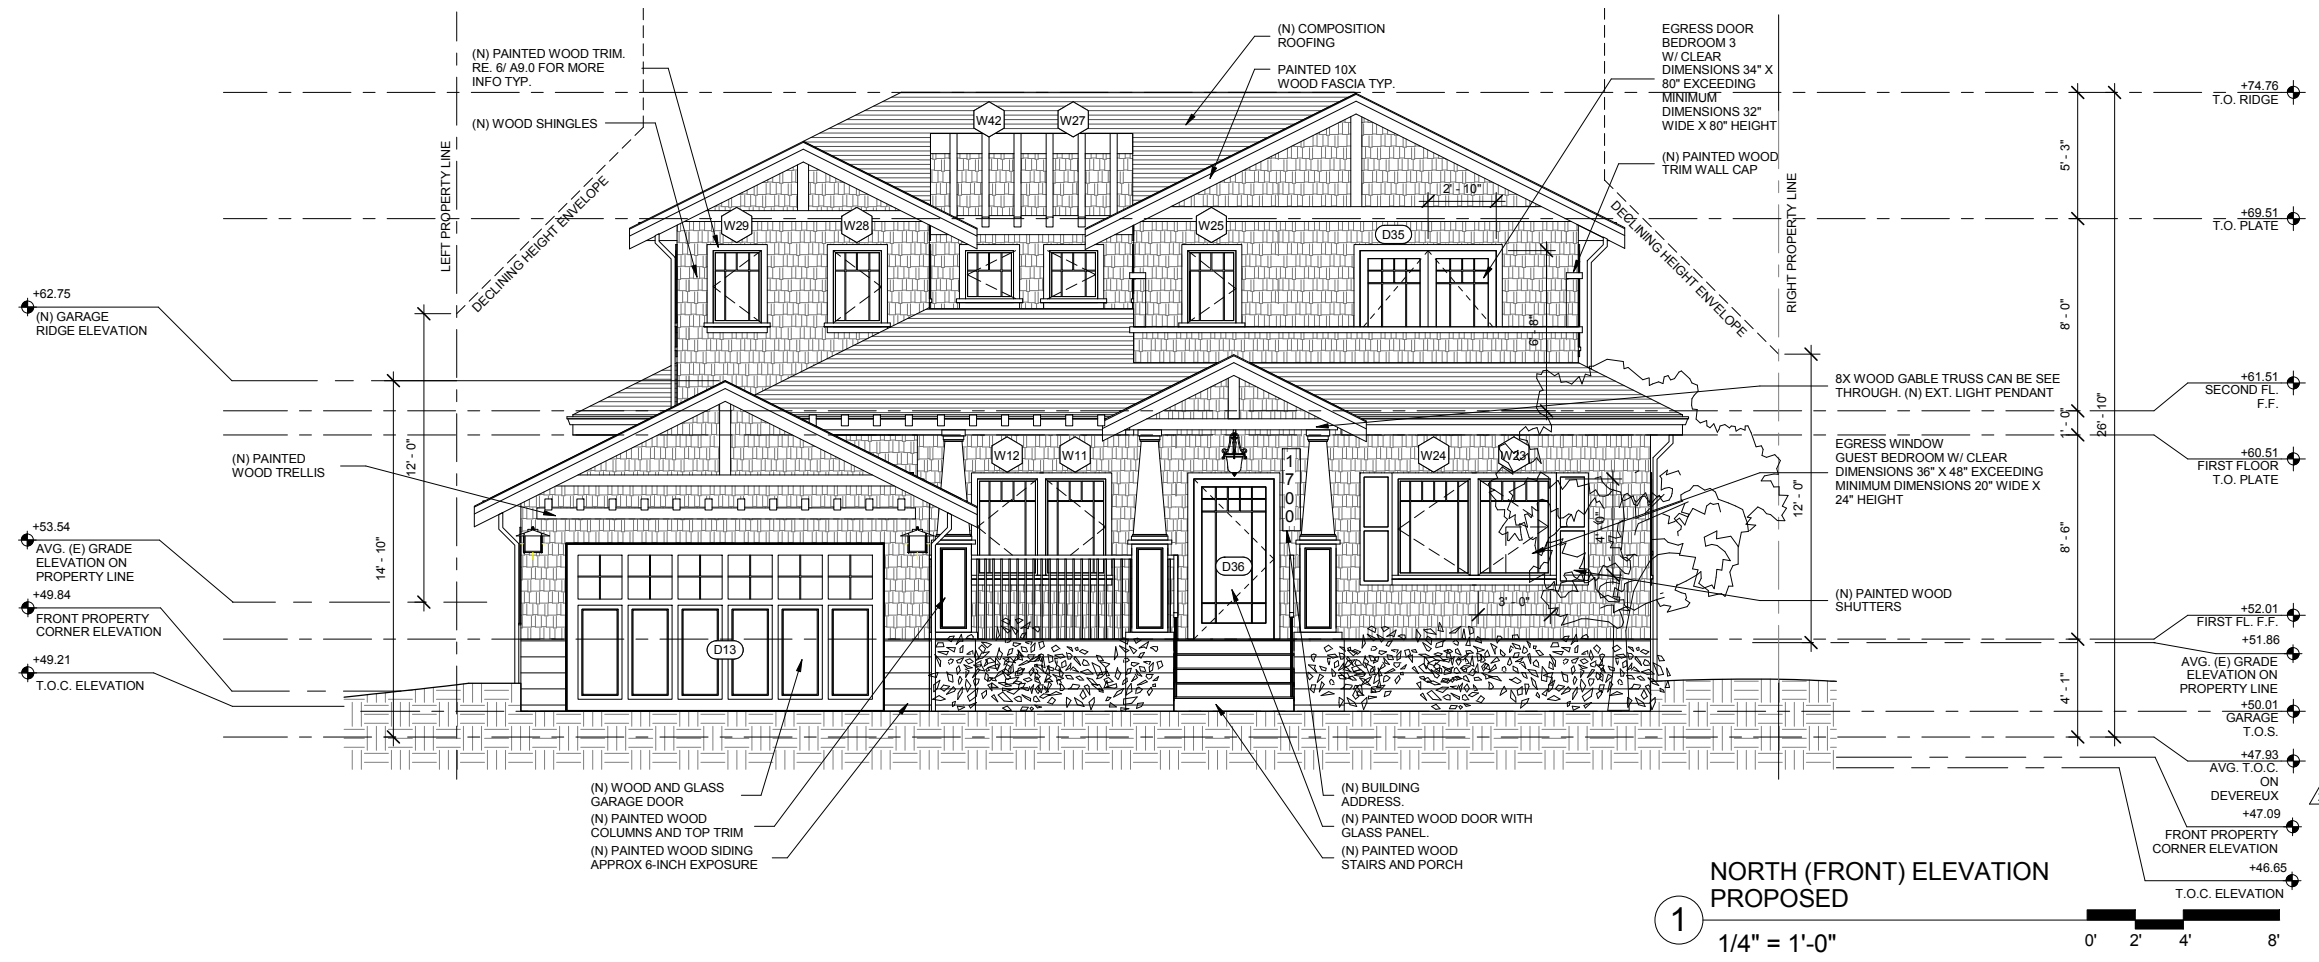 (N) PAINTED WOOD TRIM.
RE. 6/ A9.0 FOR MORE
INFO TYP.
(N) WOOD SHINGLES
LEFT PROPERTY LINE
DECLINING HEIGHT ENVELOPE
(N) COMPOSITION
ROOFING
PAINTED 10X
WOOD FASCIA TYP.
EGRESS DOOR
BEDROOM 3
W/ CLEAR
DIMENSIONS 34" X
80" EXCEEDING
MINIMUM
DIMENSIONS 32"
WIDE X 80" HEIGHT
(N) PAINTED WOOD
TRIM WALL CAP
RIGHT PROPERTY LINE
DECLINING HEIGHT ENVELOPE
W42
W27
W29
W28
W25
D35
2' - 10"
6' - 8"
+74.76
T.O. RIDGE
5' - 3"
+69.51
T.O. PLATE
8' - 0"
+61.51
SECOND FL.
F.F.
1' - 0"
26' - 10"
+60.51
FIRST FLOOR
T.O. PLATE
8' - 6"
+52.01
FIRST FL. F.F.
+51.86
AVG. (E) GRADE
ELEVATION ON
PROPERTY LINE
4' - 1"
+50.01
GARAGE
T.O.S.
+47.93
AVG. T.O.C.
ON
DEVEREUX
+47.09
FRONT PROPERTY
CORNER ELEVATION
+46.65
T.O.C. ELEVATION
+62.75
(N) GARAGE
RIDGE ELEVATION
12' - 0"
14' - 10"
(N) PAINTED
WOOD TRELLIS
+53.54
AVG. (E) GRADE
ELEVATION ON
PROPERTY LINE
+49.84
FRONT PROPERTY
CORNER ELEVATION
+49.21
T.O.C. ELEVATION
8X WOOD GABLE TRUSS CAN BE SEE
THROUGH. (N) EXT. LIGHT PENDANT
EGRESS WINDOW
GUEST BEDROOM W/ CLEAR
DIMENSIONS 36" X 48" EXCEEDING
MINIMUM DIMENSIONS 20" WIDE X
24" HEIGHT
12' - 0"
(N) PAINTED WOOD
SHUTTERS
W12
W11
1700
W24
W23
4' - 0"
3' - 0"
D36
D13
(N) WOOD AND GLASS
GARAGE DOOR
(N) PAINTED WOOD
COLUMNS AND TOP TRIM
(N) PAINTED WOOD SIDING
APPROX 6-INCH EXPOSURE
(N) BUILDING
ADDRESS.
(N) PAINTED WOOD DOOR WITH
GLASS PANEL.
(N) PAINTED WOOD
STAIRS AND PORCH
1
NORTH (FRONT) ELEVATION
PROPOSED
1/4" = 1'-0"
0' 2' 4' 8'